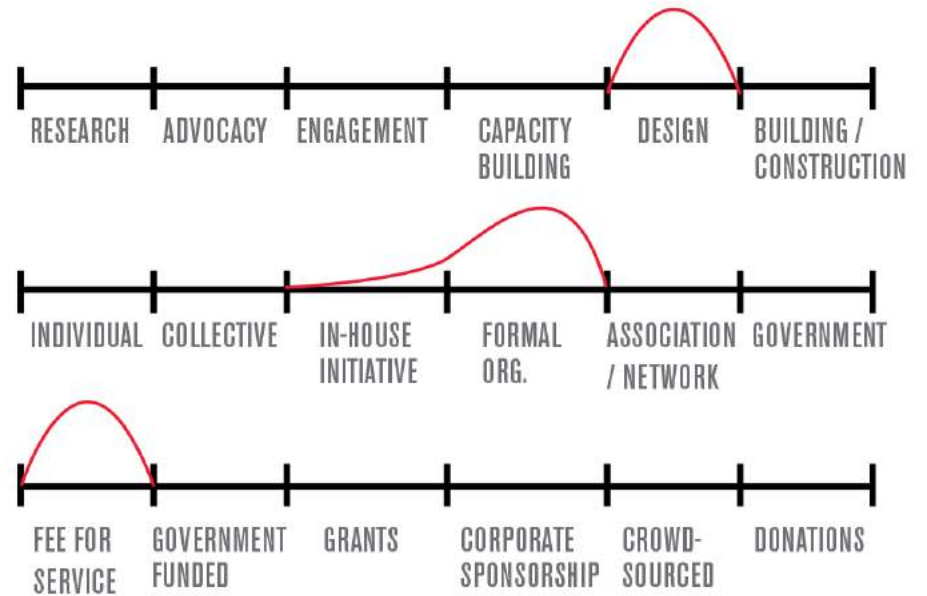 RESEARCH ADVOCACY ENGAGEMENT CAPACITY DESIGN BUILDING /
BUILDING CONSTRUCTION
INDIVIDUAL COLLECTIVE IN-HOUSE FORMAL ASSOCIATION GOVERNMENT
INITIATIVE ORG. / NETWORK
FEE FOR GOVERNMENT GRANTS CORPORATE CROWD- DONATIONS
SERVICE FUNDED SPONSORSHIP SOURCED